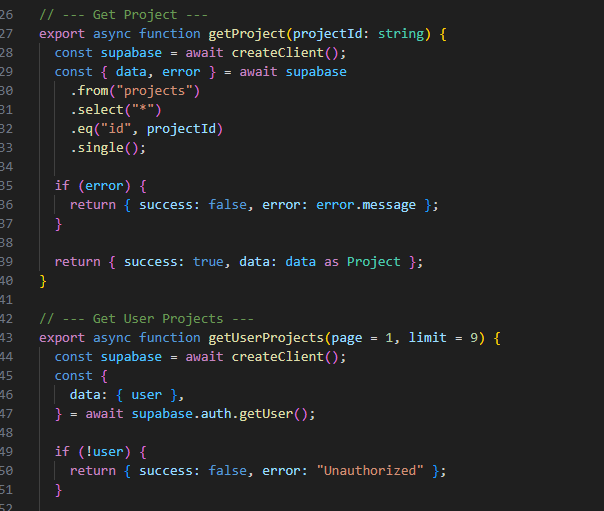 26 // --- Get Project ---
27 export async function getProject(projectId: string) {
28 const supabase = await createClient();
29 const { data, error } = await supabase
30 .from("projects")
31 .select("*")
32 .eq("id", projectId)
33 .single();
34
35 if (error) {
36 return { success: false, error: error.message };
37 }
38
39 return { success: true, data: data as Project };
40 }
41
42 // --- Get User Projects ---
43 export async function getUserProjects(page = 1, limit = 9) {
44 const supabase = await createClient();
45 const {
46 data: { user },
47 } = await supabase.auth.getUser();
48
49 if (!user) {
50 return { success: false, error: "Unauthorized" };
51 }
52